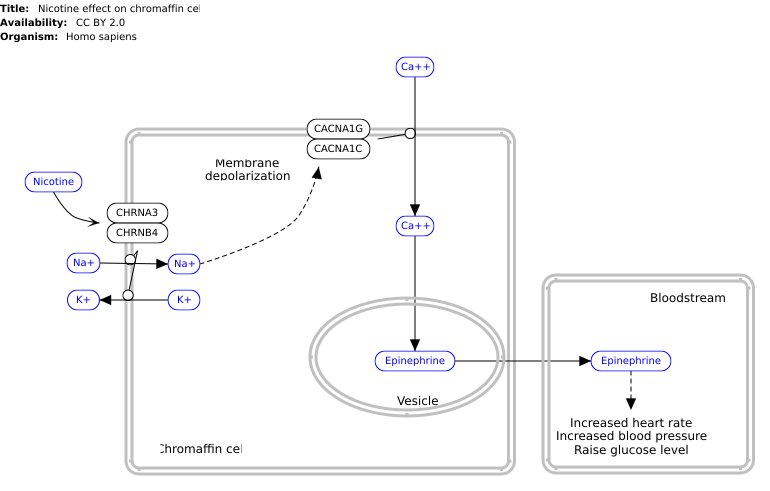 Title: Nicotine effect on chromaffin cel
Availability: CC BY 2.0
Organism: Homo sapiens
Ca++
CACNA1G
CACNA1C
Membrane
depolarization
Nicotine
CHRNA3
CHRNB4
Ca++
Na+ Na+
K+ K+
Bloodstream
Epinephrine Epinephrine
Vesicle
Increased heart rate
Increased blood pressure
Raise glucose level
Chromaffin cel